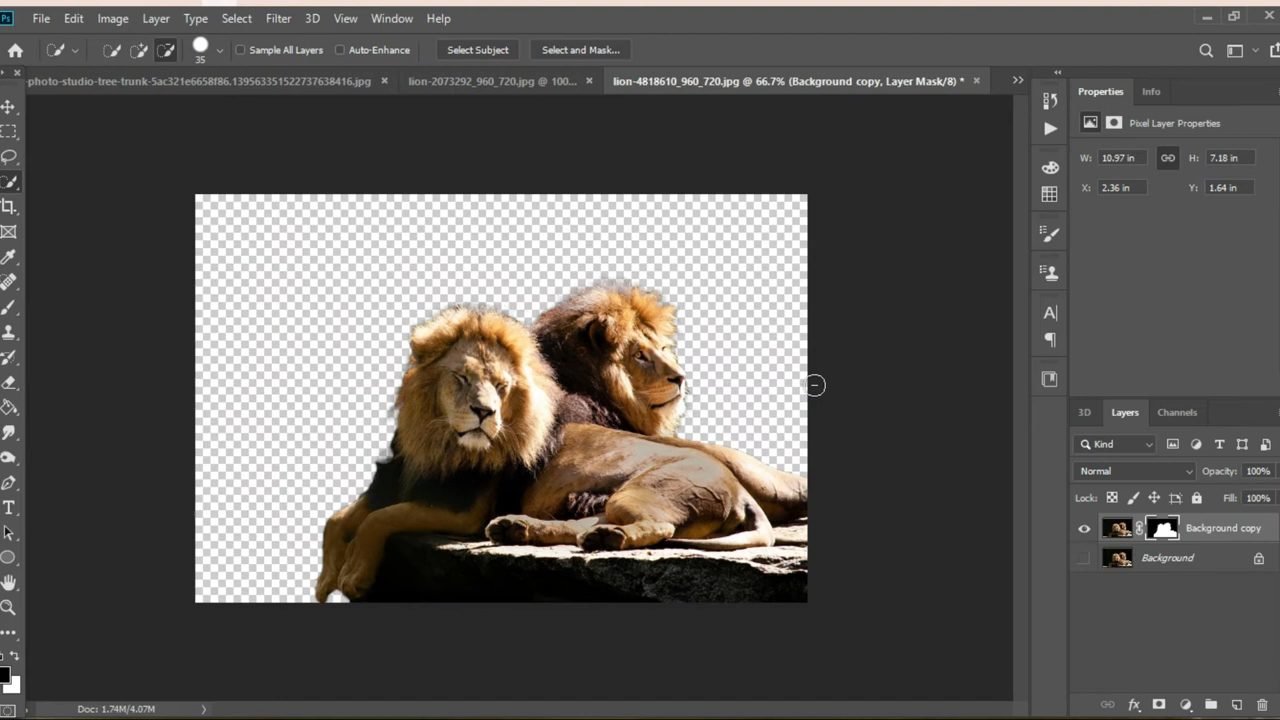 Ps File Edit Image Layer Type Select Filter 3D View Window Help
35 Sample All Layers Auto-Enhance Select Subject Select and Mask...
-photo-studio-tree-trunk-5ac321e6658f86.139563351522737638416.jpg × lion-2073292_960_720.jpg @ 100... × lion-4818610_960_720.jpg @ 66.7% (Background copy, Layer Mask/8) * ×
Properties Info
Pixel Layer Properties
W: 10.97 in H: 7.18 in
X: 2.36 in Y: 1.64 in
3D Layers Channels
Kind
Normal Opacity: 100%
Lock: Fill: 100%
Background copy
Background
Doc: 1.74M/4.07M